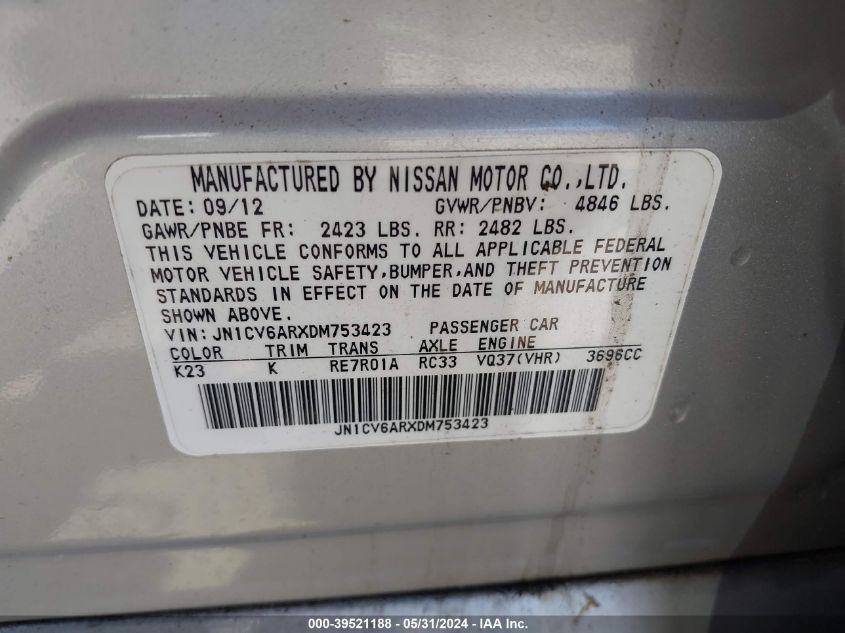 MANUFACTURED BY NISSAN MOTOR CO.,LTD.
DATE: 09/12 GVWR/PNBV: 4846 LBS.
GAWR/PNBE FR: 2423 LBS. RR: 2482 LBS.
THIS VEHICLE CONFORMS TO ALL APPLICABLE FEDERAL
MOTOR VEHICLE SAFETY,BUMPER,AND THEFT PREVENTION
STANDARDS IN EFFECT ON THE DATE OF MANUFACTURE
SHOWN ABOVE.
VIN:JN1CV6ARXDM753423 PASSENGER CAR
COLOR TRIM TRANS AXLE ENGINE
K23 K RE7R01A RC33 VQ37(VHR) 3696CC
JN1CV6ARXDM753423
000-39521188 - 05/31/2024 - IAA, Inc.